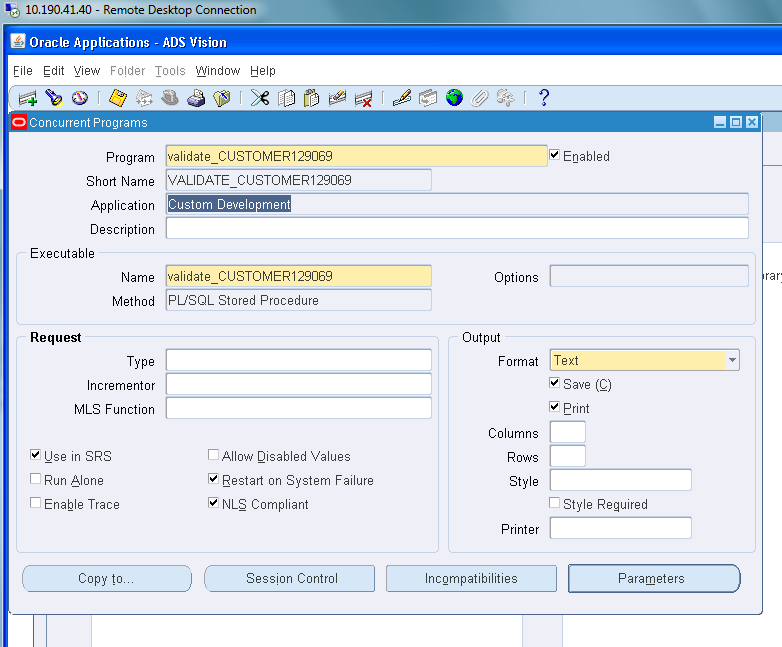 10.190.41.40 - Remote Desktop Connection
Oracle Applications - ADS Vision
File Edit View Folder Tools Window Help
Concurrent Programs
Program validate_CUSTOMER129069 Enabled
Short Name VALIDATE_CUSTOMER129069
Application Custom Development
Description
Executable
Name validate_CUSTOMER129069 Options
Method PL/SQL Stored Procedure
Request Output
Type Format Text
Incrementor Save (C)
MLS Function Print
Columns
Use in SRS Allow Disabled Values Rows
Run Alone Restart on System Failure Style
Enable Trace NLS Compliant Style Required
Printer
Copy to... Session Control Incompatibilities Parameters